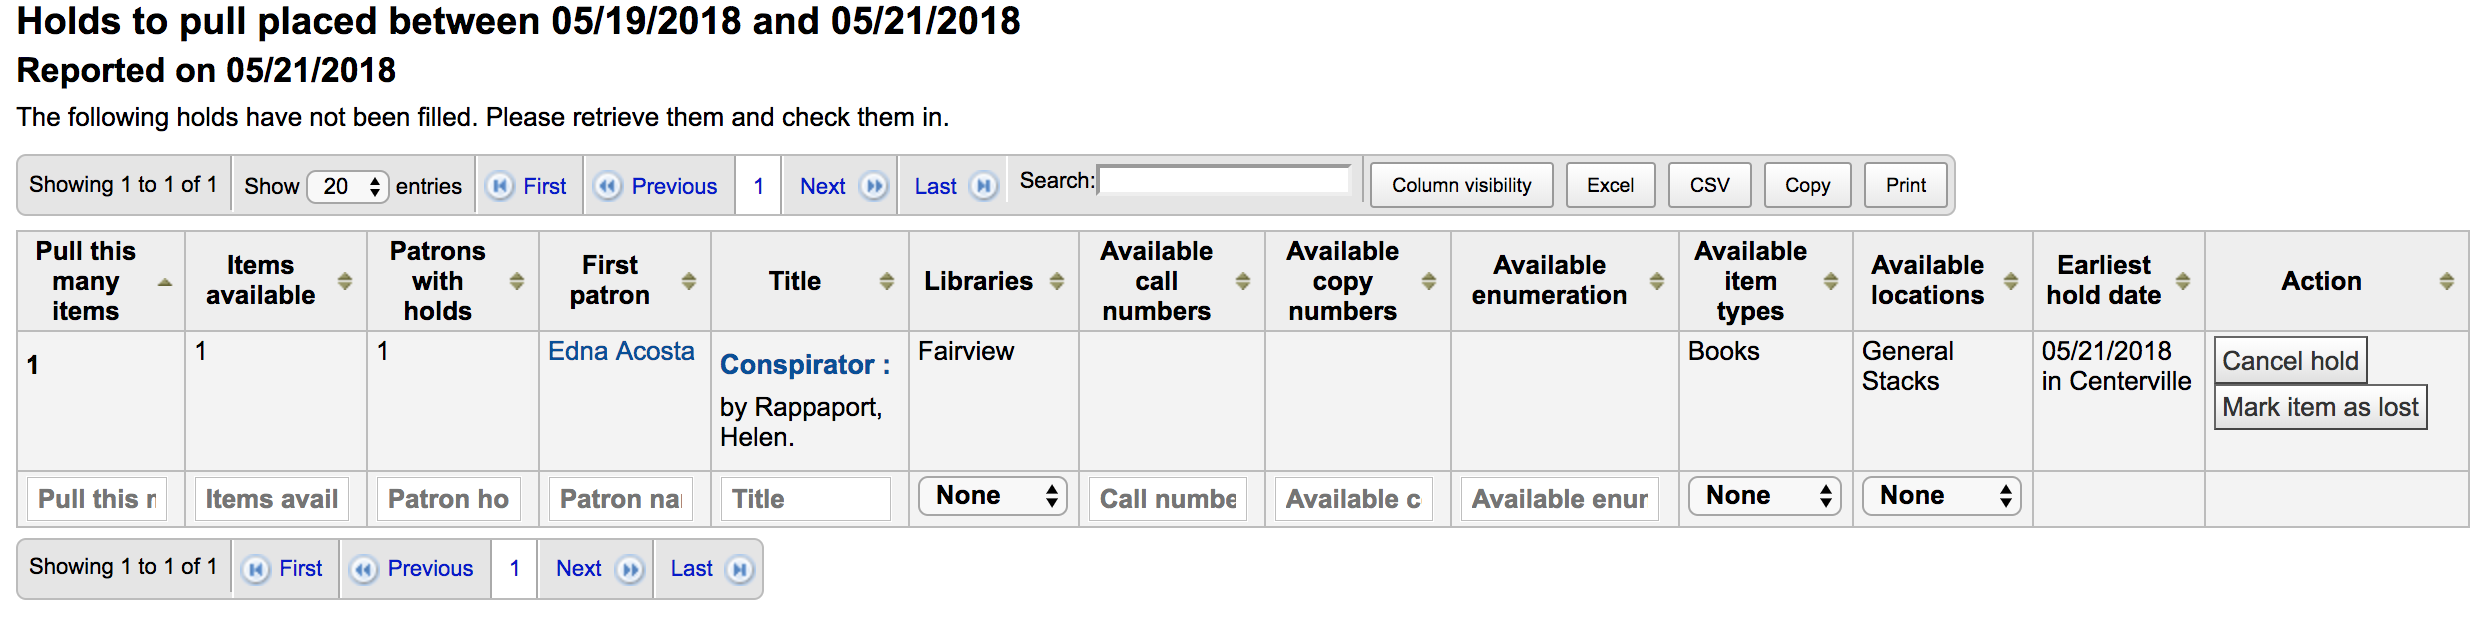 Holds to pull placed between 05/19/2018 and 05/21/2018
Reported on 05/21/2018
The following holds have not been filled. Please retrieve them and check them in.
Showing 1 to 1 of 1 Show 20 entries First Previous 1 Next Last Search: Column visibility Excel CSV Copy Print
Pull this many items Items available Patrons with holds First patron Title Libraries Available call numbers Available copy numbers Available enumeration Available item types Available locations Earliest hold date Action
1 1 1 Edna Acosta Conspirator : by Rappaport, Helen. Fairview Books General Stacks 05/21/2018 in Centerville Cancel hold Mark item as lost
Pull this Items avail Patron ho Patron na Title None Call numbe Available c Available enur None None
Showing 1 to 1 of 1 First Previous 1 Next Last